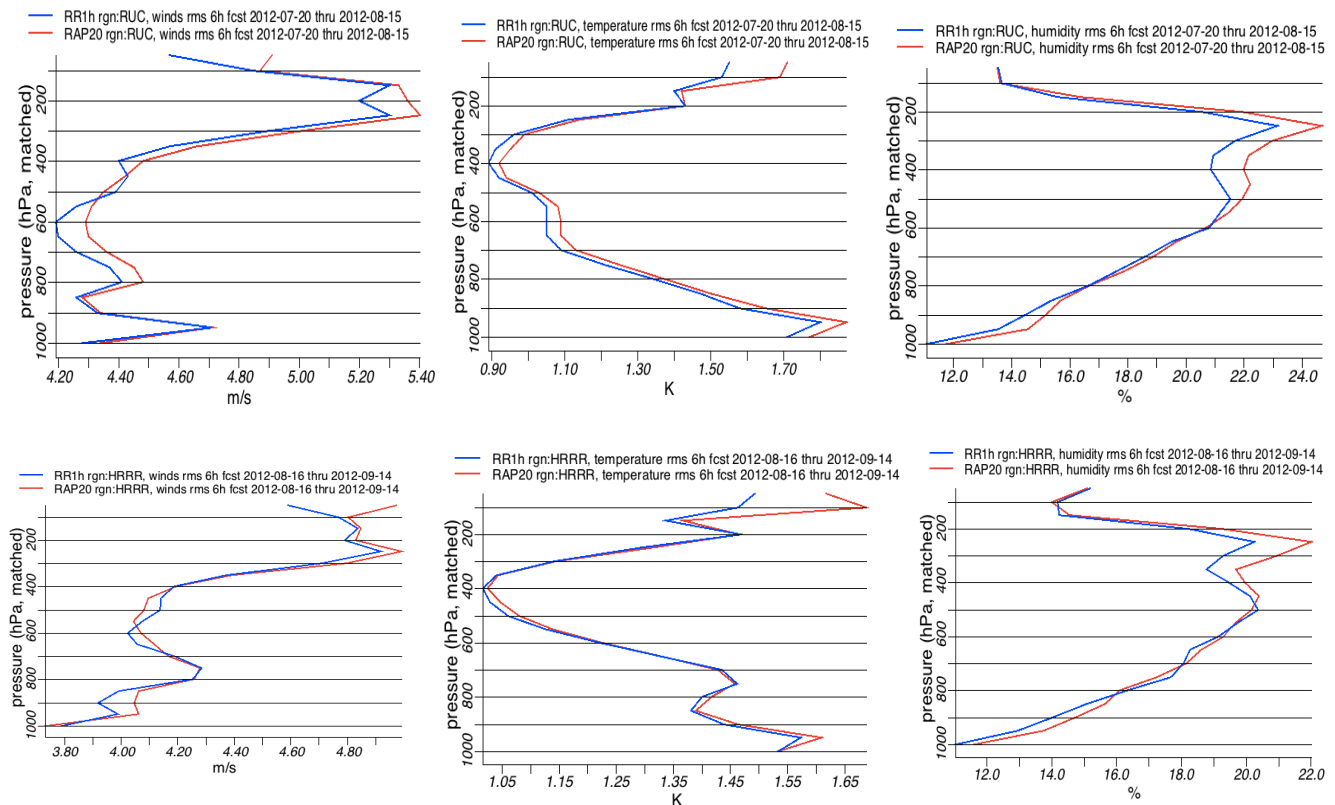 RR1h rgn:RUC, winds rms 6h fcst 2012-07-20 thru 2012-08-15
RAP20 rgn:RUC, winds rms 6h fcst 2012-07-20 thru 2012-08-15
pressure (hPa, matched)
200
400
600
800
1000
4.20 4.40 4.60 4.80 5.00 5.20 5.40
m/s
RR1h rgn:RUC, temperature rms 6h fcst 2012-07-20 thru 2012-08-15
RAP20 rgn:RUC, temperature rms 6h fcst 2012-07-20 thru 2012-08-15
pressure (hPa, matched)
200
400
600
800
1000
0.90 1.10 1.30 1.50 1.70
K
RR1h rgn:RUC, humidity rms 6h fcst 2012-07-20 thru 2012-08-15
RAP20 rgn:RUC, humidity rms 6h fcst 2012-07-20 thru 2012-08-15
pressure (hPa, matched)
200
400
600
800
1000
12.0 14.0 16.0 18.0 20.0 22.0 24.0
%
RR1h rgn:HRRR, winds rms 6h fcst 2012-08-16 thru 2012-09-14
RAP20 rgn:HRRR, winds rms 6h fcst 2012-08-16 thru 2012-09-14
pressure (hPa, matched)
200
400
600
800
1000
3.80 4.00 4.20 4.40 4.60 4.80
m/s
RR1h rgn:HRRR, temperature rms 6h fcst 2012-08-16 thru 2012-09-14
RAP20 rgn:HRRR, temperature rms 6h fcst 2012-08-16 thru 2012-09-14
pressure (hPa, matched)
200
400
600
800
1000
1.05 1.15 1.25 1.35 1.45 1.55 1.65
K
RR1h rgn:HRRR, humidity rms 6h fcst 2012-08-16 thru 2012-09-14
RAP20 rgn:HRRR, humidity rms 6h fcst 2012-08-16 thru 2012-09-14
pressure (hPa, matched)
200
400
600
800
1000
12.0 14.0 16.0 18.0 20.0 22.0
%